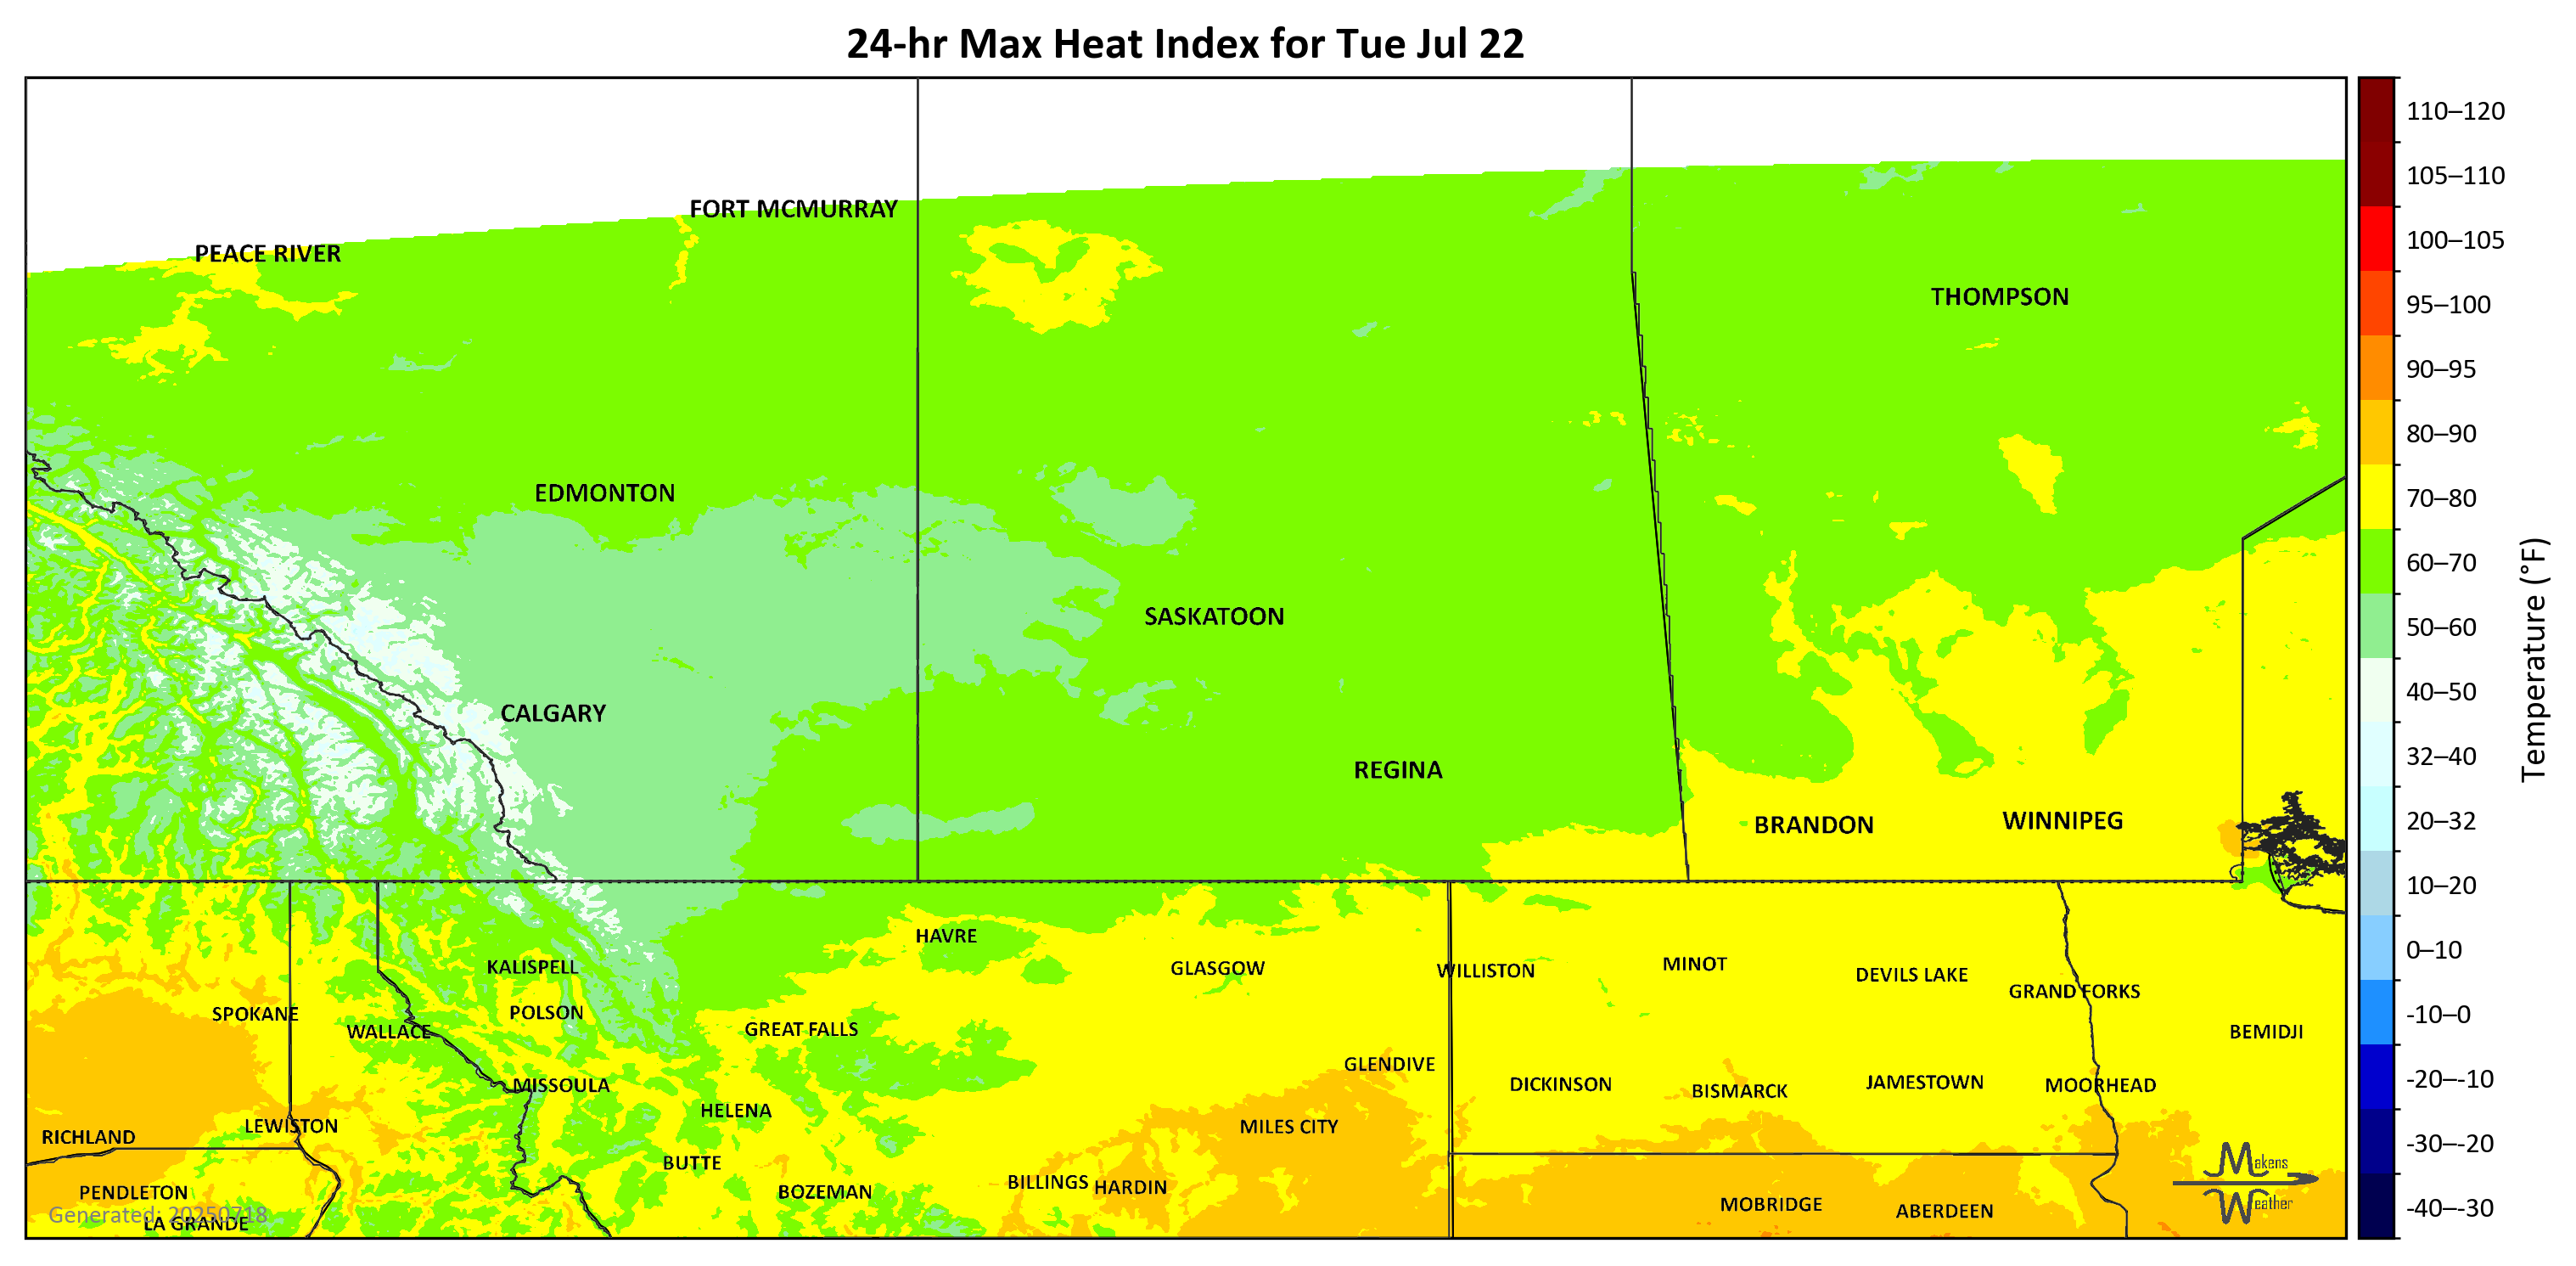 24-hr Max Heat Index for Tue Jul 22
FORT MCMURRAY
PEACE RIVER
THOMPSON
EDMONTON
SASKATOON
CALGARY
REGINA
BRANDON
WINNIPEG
HAVRE
KALISPELL
GLASGOW
WILLISTON
MINOT
DEVILS LAKE
GRAND FORKS
SPOKANE
POLSON
WALLACE
GREAT FALLS
BEMIDJI
GLENDIVE
MISSOULA
DICKINSON
BISMARCK
JAMESTOWN
MOORHEAD
HELENA
LEWISTON
MILES CITY
RICHLAND
BUTTE
PENDLETON
BOZEMAN
BILLINGS
HARDIN
MOBRIDGE
ABERDEEN
Generated: 20250718
LA GRANDE
Makens
Weather
110–120
105–110
100–105
95–100
90–95
80–90
70–80
60–70
50–60
40–50
32–40
20–32
10–20
0–10
-10–0
-20–-10
-30–-20
-40–-30
Temperature (°F)